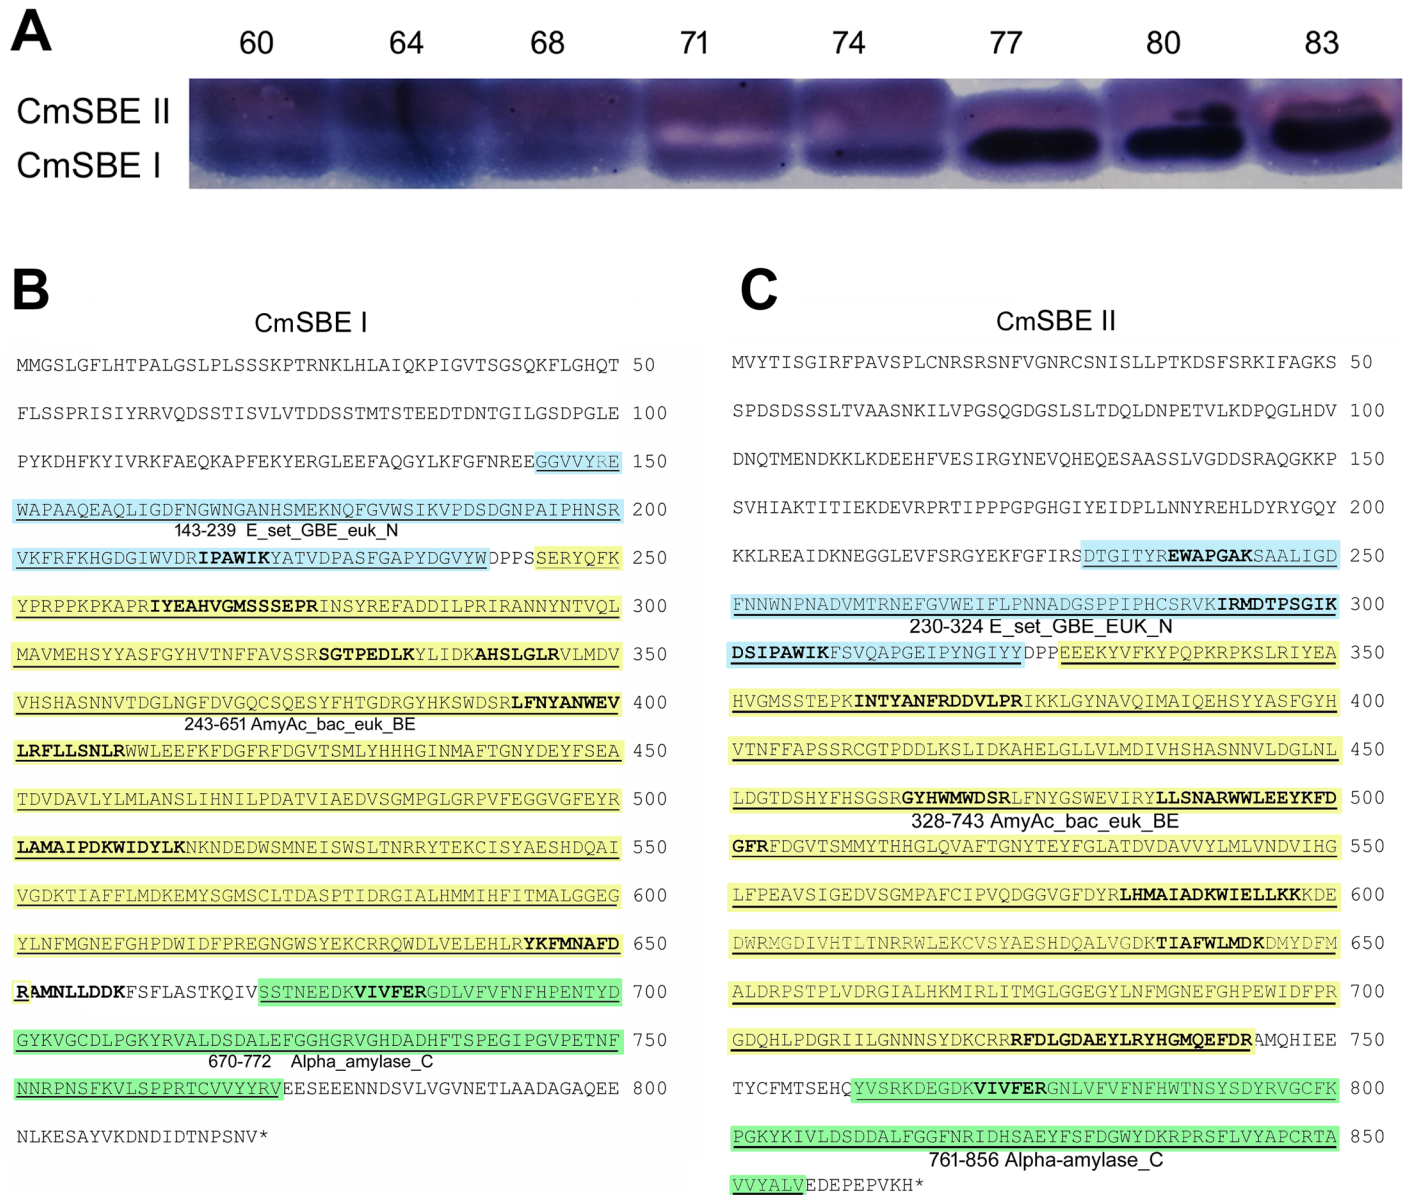 A
60 64 68 71 74 77 80 83
CmSBE II
CmSBE I
B
CmSBE I
MMGSLGFLHTPALGSLPLSSSKPTRNKLHLAIQKPIGVTSGSQKFLGHQT 50
FLSSPRISIYRRVQDSSTISVLVTDDSSTMTSTEEDTDNTGILGSDPGLE 100
PYKDHFKYIVRKFAEQKAPFEKYERGLEEFAQGYLKFGFNREEGGVVYRE 150
WAPAAQEAQLIGDFNGWNGANHSMEKNQFGVWSIKVPDSDGNPAIPHNSR 200
143-239 E_set_GBE_euk_N
VKFRFKHGDGIWVDRIPAWIKYATVDPASFGAPYDGVYWDPPSSERYQFK 250
YPRPPKPKAPRIYEAHVGMSSSEPRINSYREFADDILPRIRANNYNTVQL 300
MAVMEHSYYASFGYHVTNFFAVSSRSGTPEDLKYLIDKAHSLGLRVLMDV 350
VHSHASNNVTDGLNGFDVGQCSQESYFHTGDRGYHKSWDSRLFNYANWEV 400
243-651 AmyAc_bac_euk_BE
LRFLLSNLRWWLEEFKFDGFRFDGVTSMLYHHHGINMAFTGNYDEYFSEA 450
TDVDAVLYLMLANSLIHNILPDATVIAEDVSGMPGLGRPVFEGGVGFEYR 500
LAMAIPDKWIDYLKNKNDEDWSMNEISWSLTNRRYTEKCISYAESHDQAI 550
VGDKTIAFFLMDKEMYSGMSCLTDASPTIDRGIALHMMIHFITMALGGEG 600
YLNFMGNEFGHPDWIDFPREGNGWSYEKCRRQWDLVELEHLRYKFMNAFD 650
RAMNLLDDKFSFLASTKQIVSSTNEEDKVIVFERGDLVFVFNFHPENTYD 700
GYKVGCDLPGKYRVALDSDALEFGGHGRVGHDADHFTSPEGIPGVPETNF 750
670-772 Alpha_amylase_C
NNRPNSFKVLSPPRTCVVYYRVEESEEENNDSVLVGVNETLAADAGAQEE 800
NLKESAYVKDNDIDTNPSNV*
C
CmSBE II
MVYTISGIRFPAVSPLCNRSRSNFVGNRCSNISLLPTKDSFSRKIFAGKS 50
SPDSDSSSLTVAASNKILVPGSQGDGSLSLTDQLDNPETVLKDPQGLHDV 100
DNQTMENDKKLKDEEHFVESIRGYNEVQHEQESAASSLVGDDSRAQGKKP 150
SVHIAKTITIEKDEVRPRTIPPPGPGHGIYEIDPLLNNYREHLDYRYGQY 200
KKLREAIDKNEGGLEVFSRGYEKFGFIRSDTGITYREWAPGAKSAALIGD 250
FNNWNPNADVMTRNEFGVWEIFLPNNADGSPPIPHCSRVKIRMDTPSGIK 300
230-324 E_set_GBE_EUK_N
DSIPAWIKFSVQAPGEIPYNGIYYDPPEEEKYVFKYPQPKRPKSLRIYEA 350
HVGMSSTEPKINTYANFRDDVLPRIKKLGYNAVQIMAIQEHSYYASFGYH 400
VTNFFAPSSRCGTPDDLKSLIDKAHELGLLVLMDIVHSHASNNVLDGLNL 450
LDGTDSHYFHSGSRGYHWMWDSRLFNYGSWEVIRYLLSNARWWLEEYKFD 500
328-743 AmyAc_bac_euk_BE
GFRFDGVTSMMYTHHGLQVAFTGNYTEYFGLATDVDAVVYLMLVNDVIHG 550
LFPEAVSIGEDVSGMPAFCIPVQDGGVGFDYRLHMAIADKWIELLKKKDE 600
DWRMGDIVHTLTNRRWLEKCVSYAESHDQALVGDKTIAFWLMDKDMYDFM 650
ALDRPSTPLVDRGIALHKMIRLITMGLGGEGYLNFMGNEFGHPEWIDFPR 700
GDQHLPDGRIILGNNNSYDKCRRRFDLGDAEYLRYHGMQEFDRAMQHIEE 750
TYCFMTSEHQYVSRKDEGDKVIVFERGNLVFVFNFHWTNSYSDYRVGCFK 800
PGKYKIVLDSDDALFGGFNRIDHSAEYFSFDGWYDKRPRSFLVYAPCRTA 850
761-856 Alpha-amylase_C
VVYALVEDEPEPVKH*